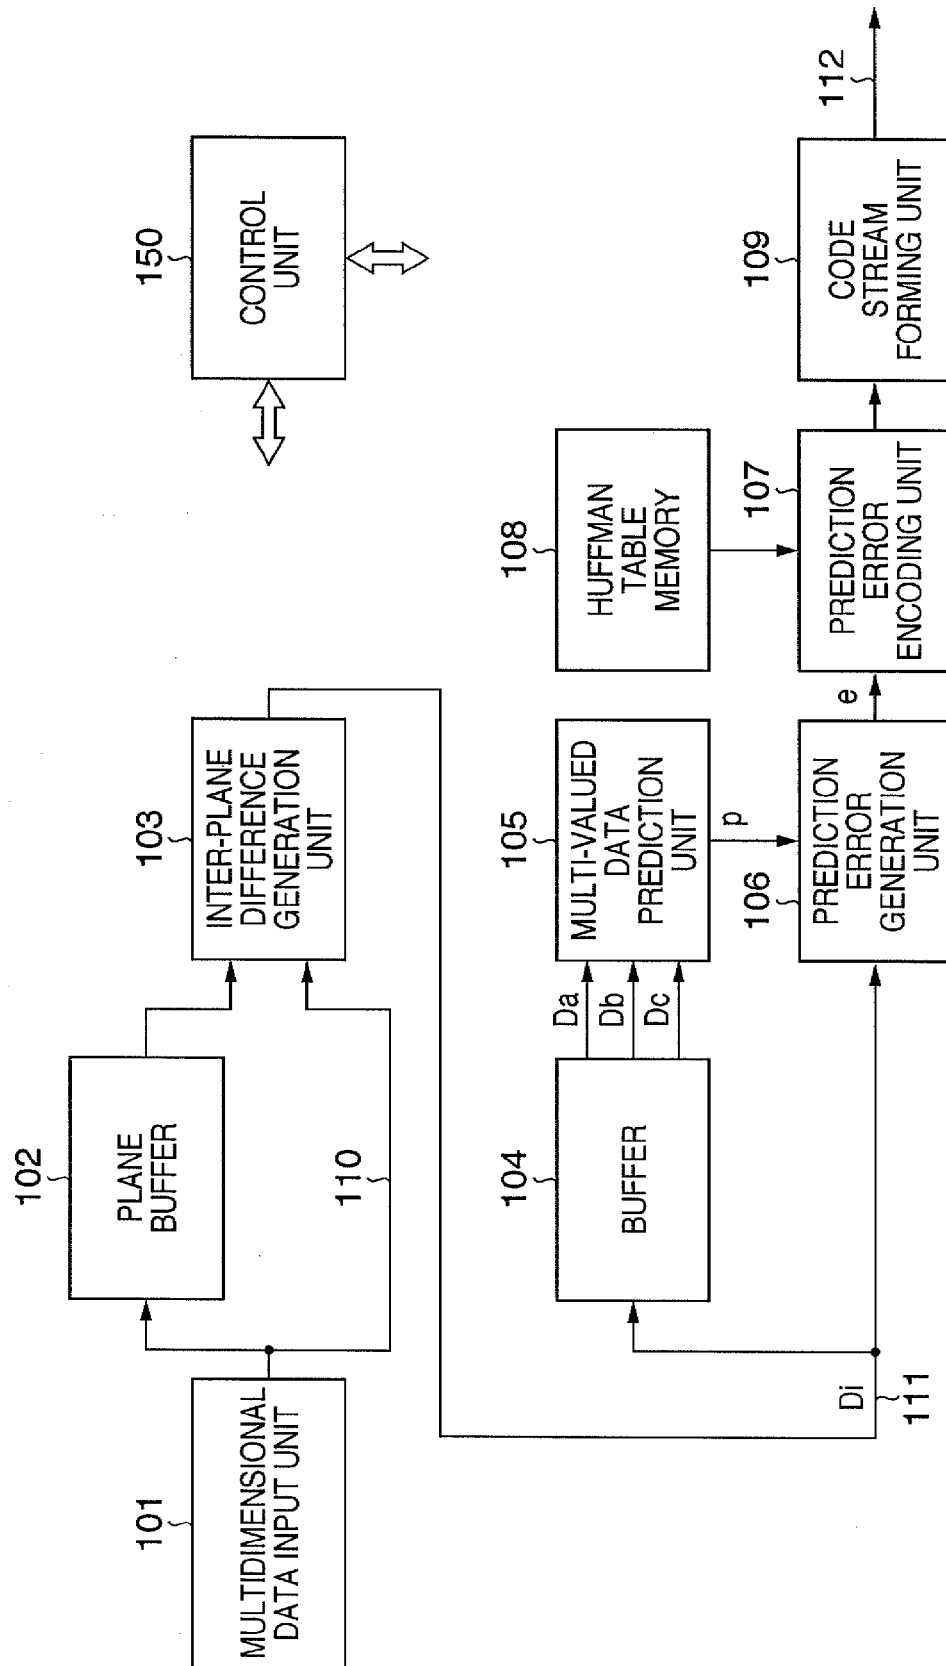 101
MULTIDIMENSIONAL
DATA INPUT UNIT
102
PLANE
BUFFER
110
103
INTER-PLANE
DIFFERENCE
GENERATION
UNIT
150
CONTROL
UNIT
Di
111
104
BUFFER
Da
Db
Dc
105
MULTI-VALUED
DATA
PREDICTION
UNIT
p
106
PREDICTION
ERROR
GENERATION
UNIT
e
108
HUFFMAN
TABLE
MEMORY
107
PREDICTION
ERROR
ENCODING UNIT
109
CODE
STREAM
FORMING UNIT
112